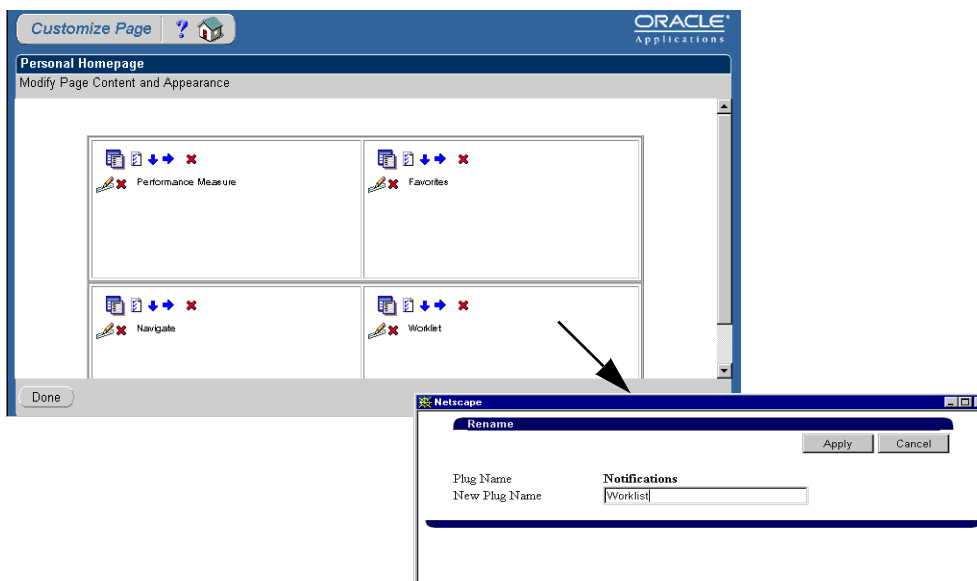 Customize Page ?
ORACLE
Applications
Personal Homepage
Modify Page Content and Appearance
Performance Measure
Favorites
Navigate
Worklist
Done
Netscape
Rename
Apply Cancel
Plug Name Notifications
New Plug Name Worklist